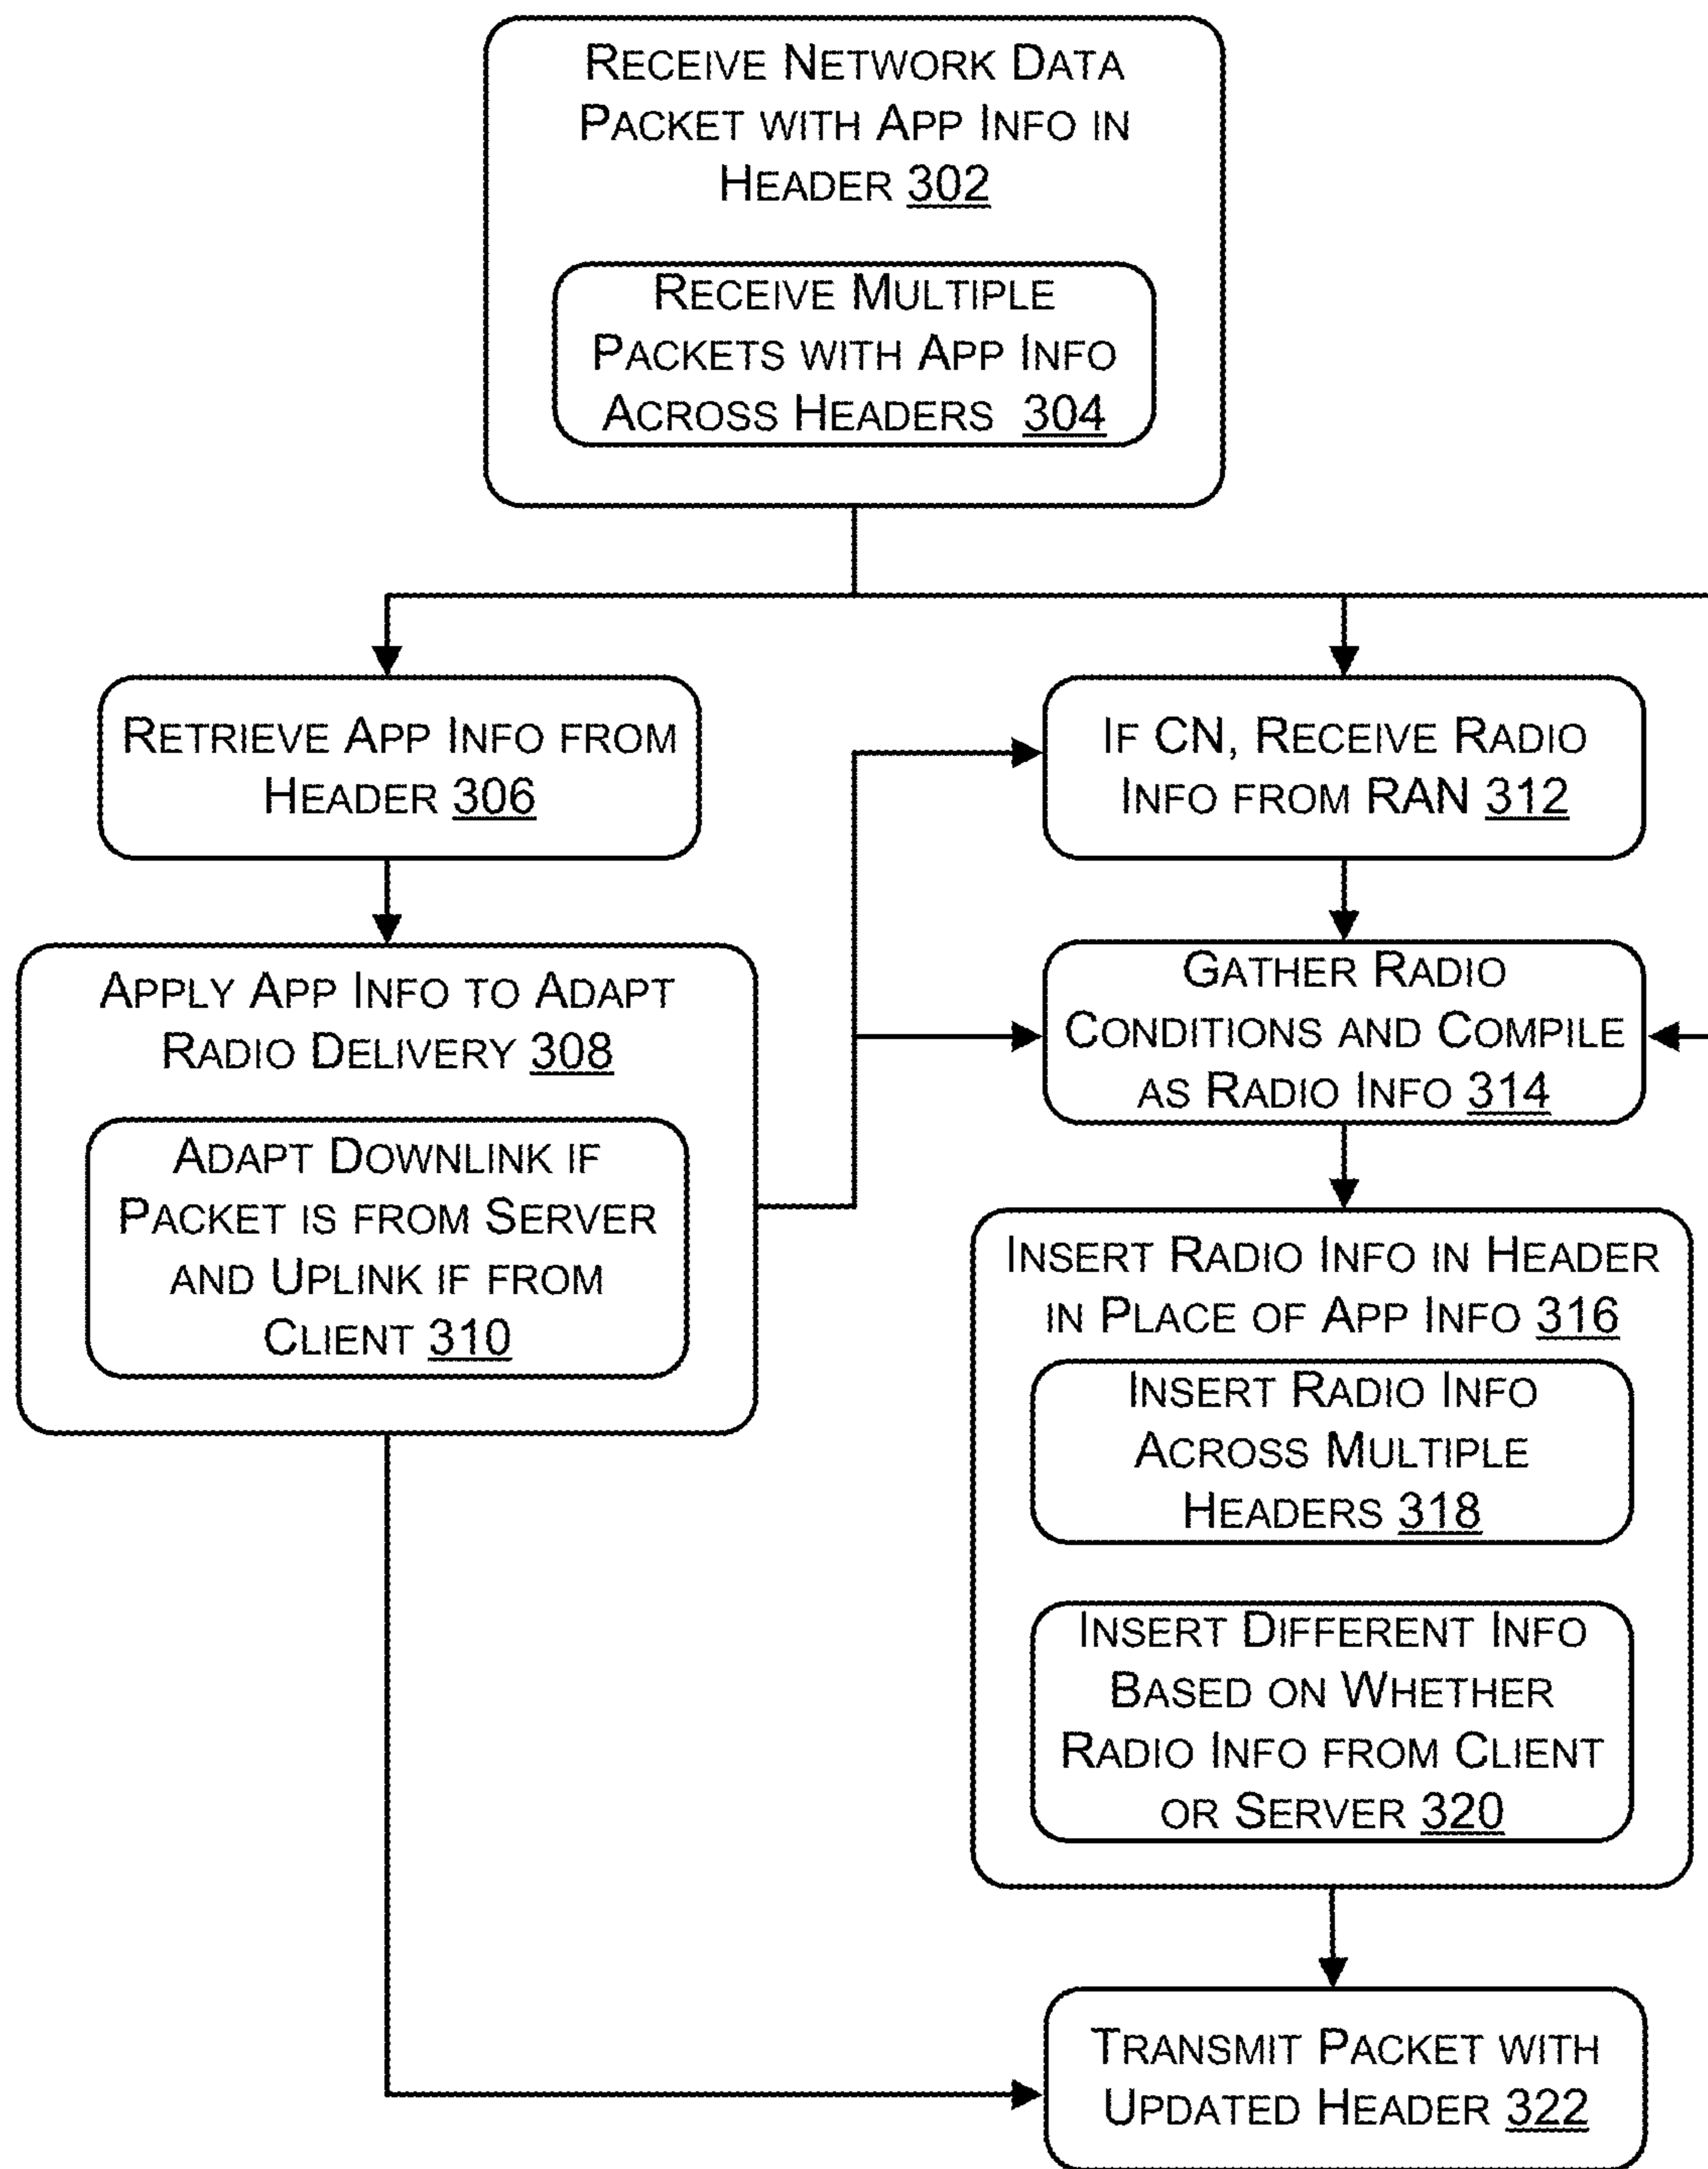 RECEIVE NETWORK DATA
PACKET WITH APP INFO IN
HEADER 302
RECEIVE MULTIPLE
PACKETS WITH APP INFO
ACROSS HEADERS 304
RETRIEVE APP INFO FROM
HEADER 306
APPLY APP INFO TO ADAPT
RADIO DELIVERY 308
ADAPT DOWNLINK IF
PACKET IS FROM SERVER
AND UPLINK IF FROM
CLIENT 310
IF CN, RECEIVE RADIO
INFO FROM RAN 312
GATHER RADIO
CONDITIONS AND COMPILE
AS RADIO INFO 314
INSERT RADIO INFO IN HEADER
IN PLACE OF APP INFO 316
INSERT RADIO INFO
ACROSS MULTIPLE
HEADERS 318
INSERT DIFFERENT INFO
BASED ON WHETHER
RADIO INFO FROM CLIENT
OR SERVER 320
TRANSMIT PACKET WITH
UPDATED HEADER 322